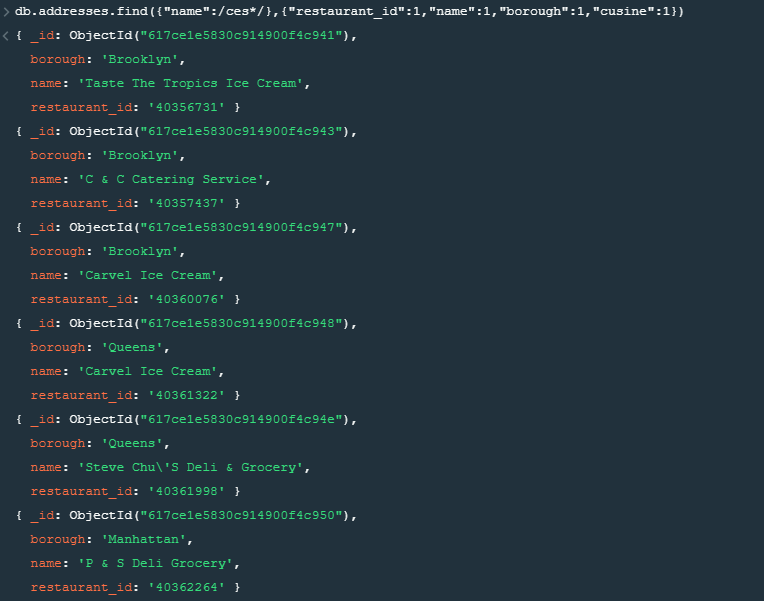 > db.addresses.find({"name":/ces*/},{"restaurant_id":1,"name":1,"borough":1,"cusine":1})
< { _id: ObjectId("617ce1e5830c914900f4c941"),
borough: 'Brooklyn',
name: 'Taste The Tropics Ice Cream',
restaurant_id: '40356731' }
{ _id: ObjectId("617ce1e5830c914900f4c943"),
borough: 'Brooklyn',
name: 'C & C Catering Service',
restaurant_id: '40357437' }
{ _id: ObjectId("617ce1e5830c914900f4c947"),
borough: 'Brooklyn',
name: 'Carvel Ice Cream',
restaurant_id: '40360076' }
{ _id: ObjectId("617ce1e5830c914900f4c948"),
borough: 'Queens',
name: 'Carvel Ice Cream',
restaurant_id: '40361322' }
{ _id: ObjectId("617ce1e5830c914900f4c94e"),
borough: 'Queens',
name: 'Steve Chu\'S Deli & Grocery',
restaurant_id: '40361998' }
{ _id: ObjectId("617ce1e5830c914900f4c950"),
borough: 'Manhattan',
name: 'P & S Deli Grocery',
restaurant_id: '40362264' }